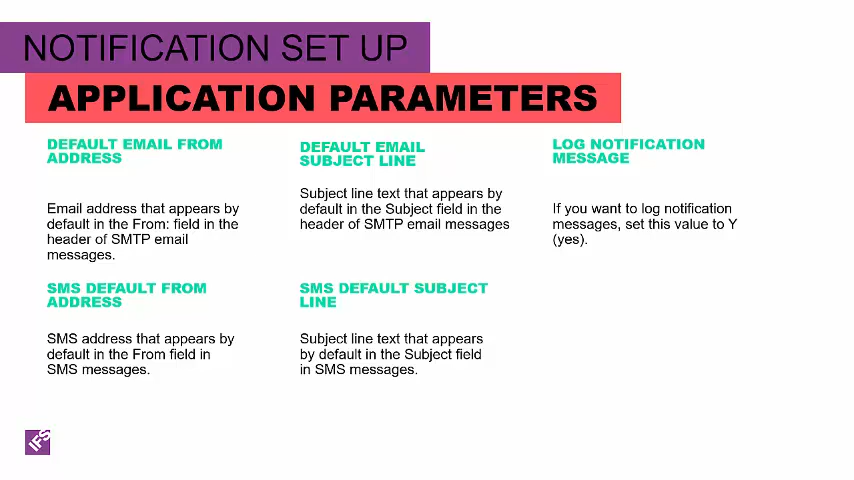 NOTIFICATION SET UP
APPLICATION PARAMETERS
DEFAULT EMAIL FROM
ADDRESS
Email address that appears by
default in the From: field in the
header of SMTP email
messages.
DEFAULT EMAIL
SUBJECT LINE
Subject line text that appears by
default in the Subject field in the
header of SMTP email messages
LOG NOTIFICATION
MESSAGE
If you want to log notification
messages, set this value to Y
(yes).
SMS DEFAULT FROM
ADDRESS
SMS address that appears by
default in the From field in
SMS messages.
SMS DEFAULT SUBJECT
LINE
Subject line text that appears
by default in the Subject field
in SMS messages.
IFS